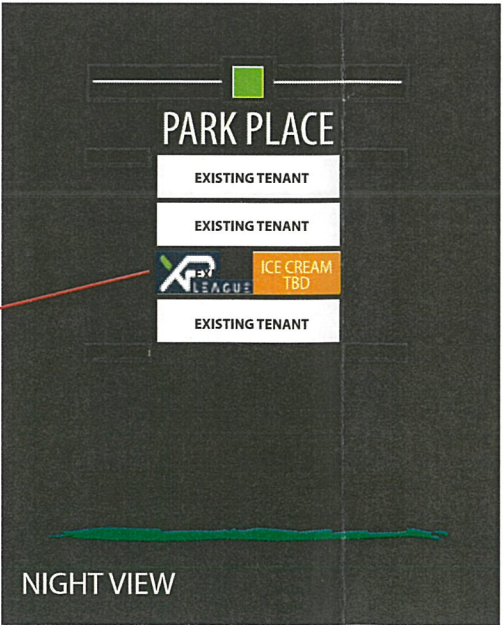 PARK PLACE
EXISTING TENANT
EXISTING TENANT
XP
LEAGUE
ICE CREAM
TBD
EXISTING TENANT
NIGHT VIEW